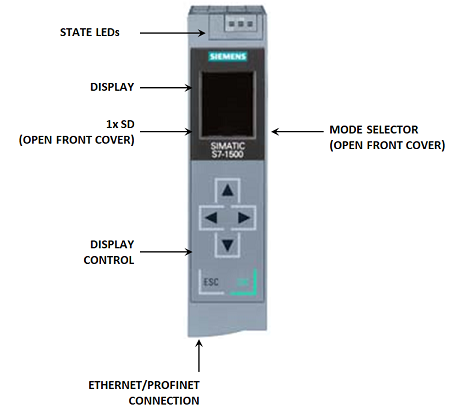 STATE LEDs
SIEMENS
DISPLAY
1x SD
(OPEN FRONT COVER)
MODE SELECTOR
(OPEN FRONT COVER)
SIMATIC
S7-1500
DISPLAY
CONTROL
ESC
OK
ETHERNET/PROFINET
CONNECTION